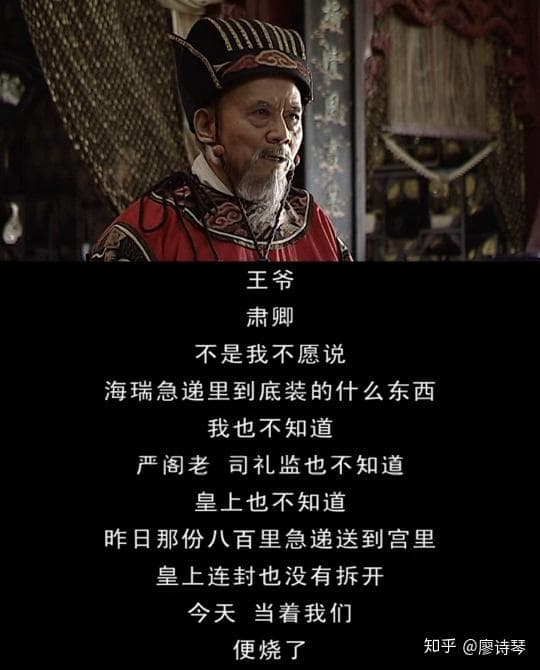 王爷
肃卿
不是我不愿说
海瑞急递里到底装的什么东西
我也不知道
严阁老 司礼监也不知道
皇上也不知道
昨日那份八百里急递送到宫里
皇上连封也没有拆开
今天 当着我们
便烧了
知乎 @廖诗琴